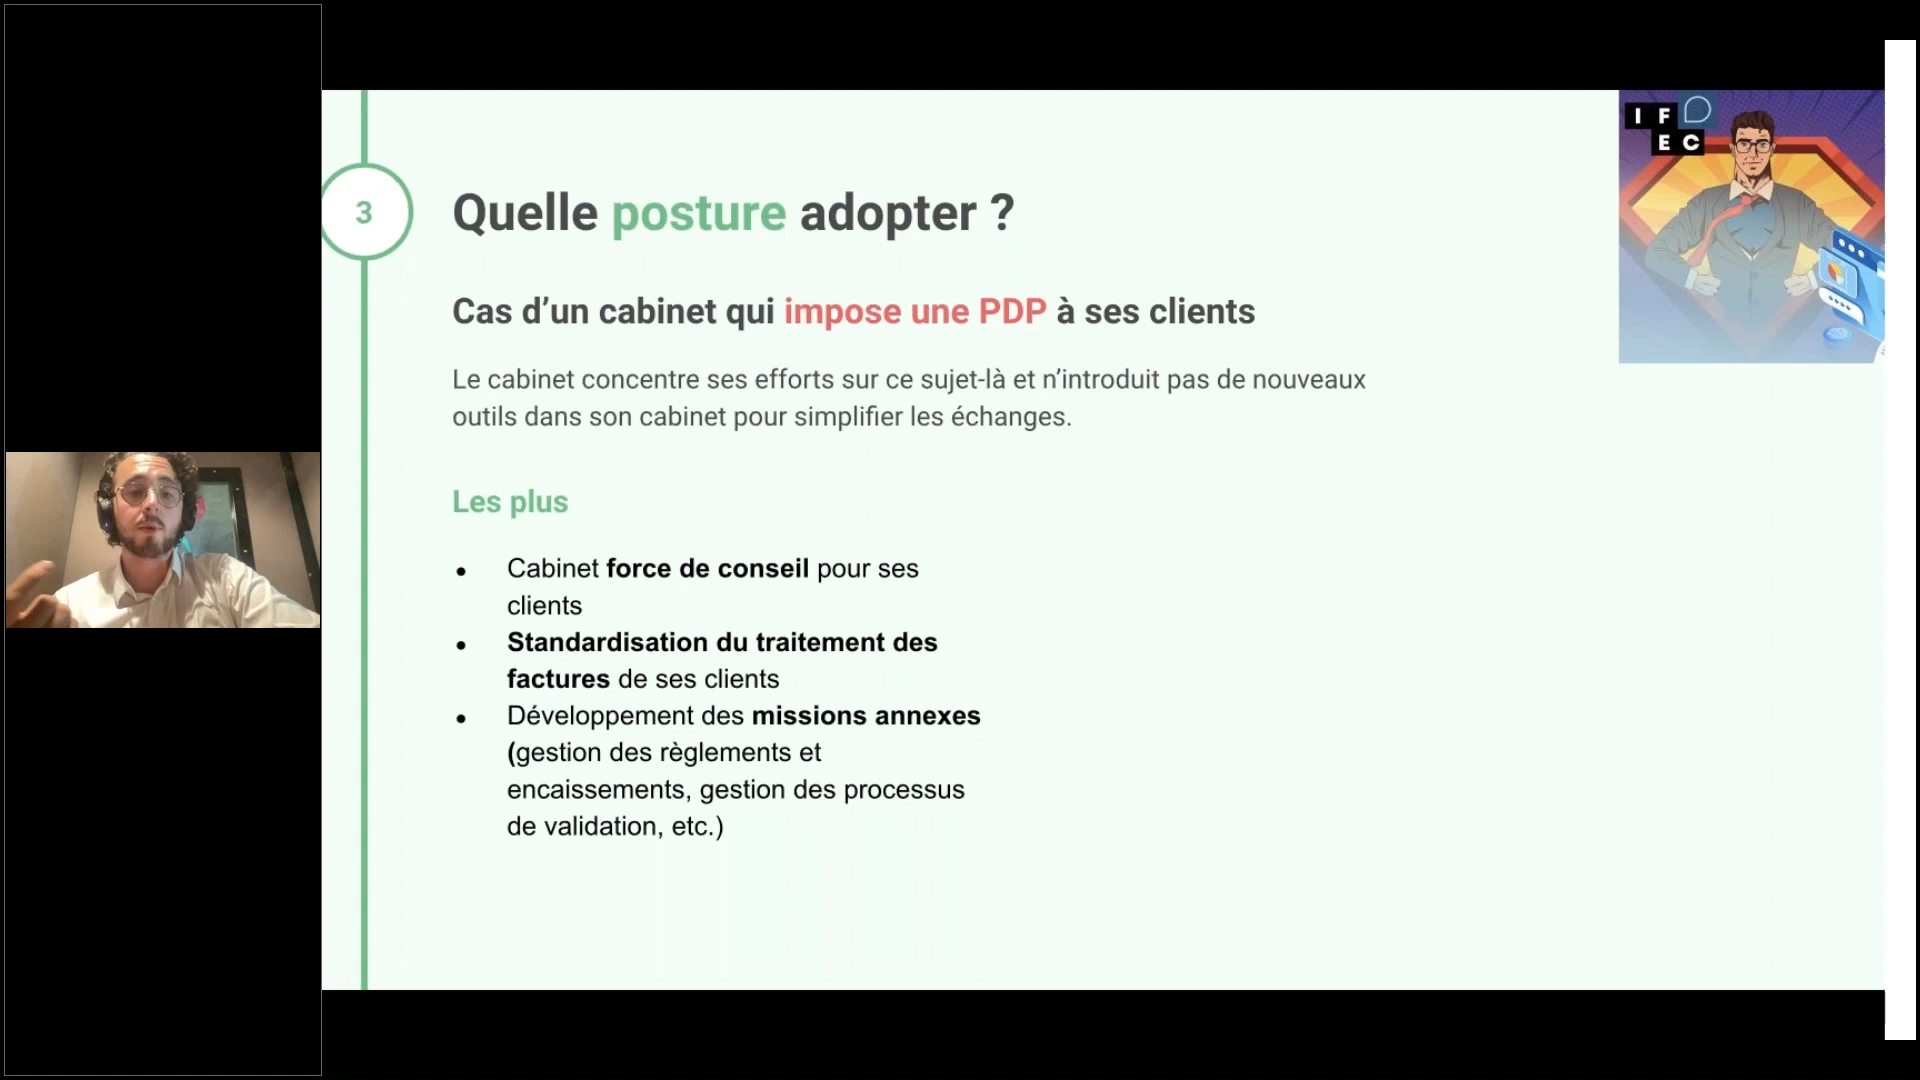 I F
E C
3
Quelle posture adopter ?
Cas d’un cabinet qui impose une PDP à ses clients
Le cabinet concentre ses efforts sur ce sujet-là et n’introduit pas de nouveaux
outils dans son cabinet pour simplifier les échanges.
Les plus
● Cabinet force de conseil pour ses
clients
● Standardisation du traitement des
factures de ses clients
● Développement des missions annexes
(gestion des règlements et
encaissements, gestion des processus
de validation, etc.)